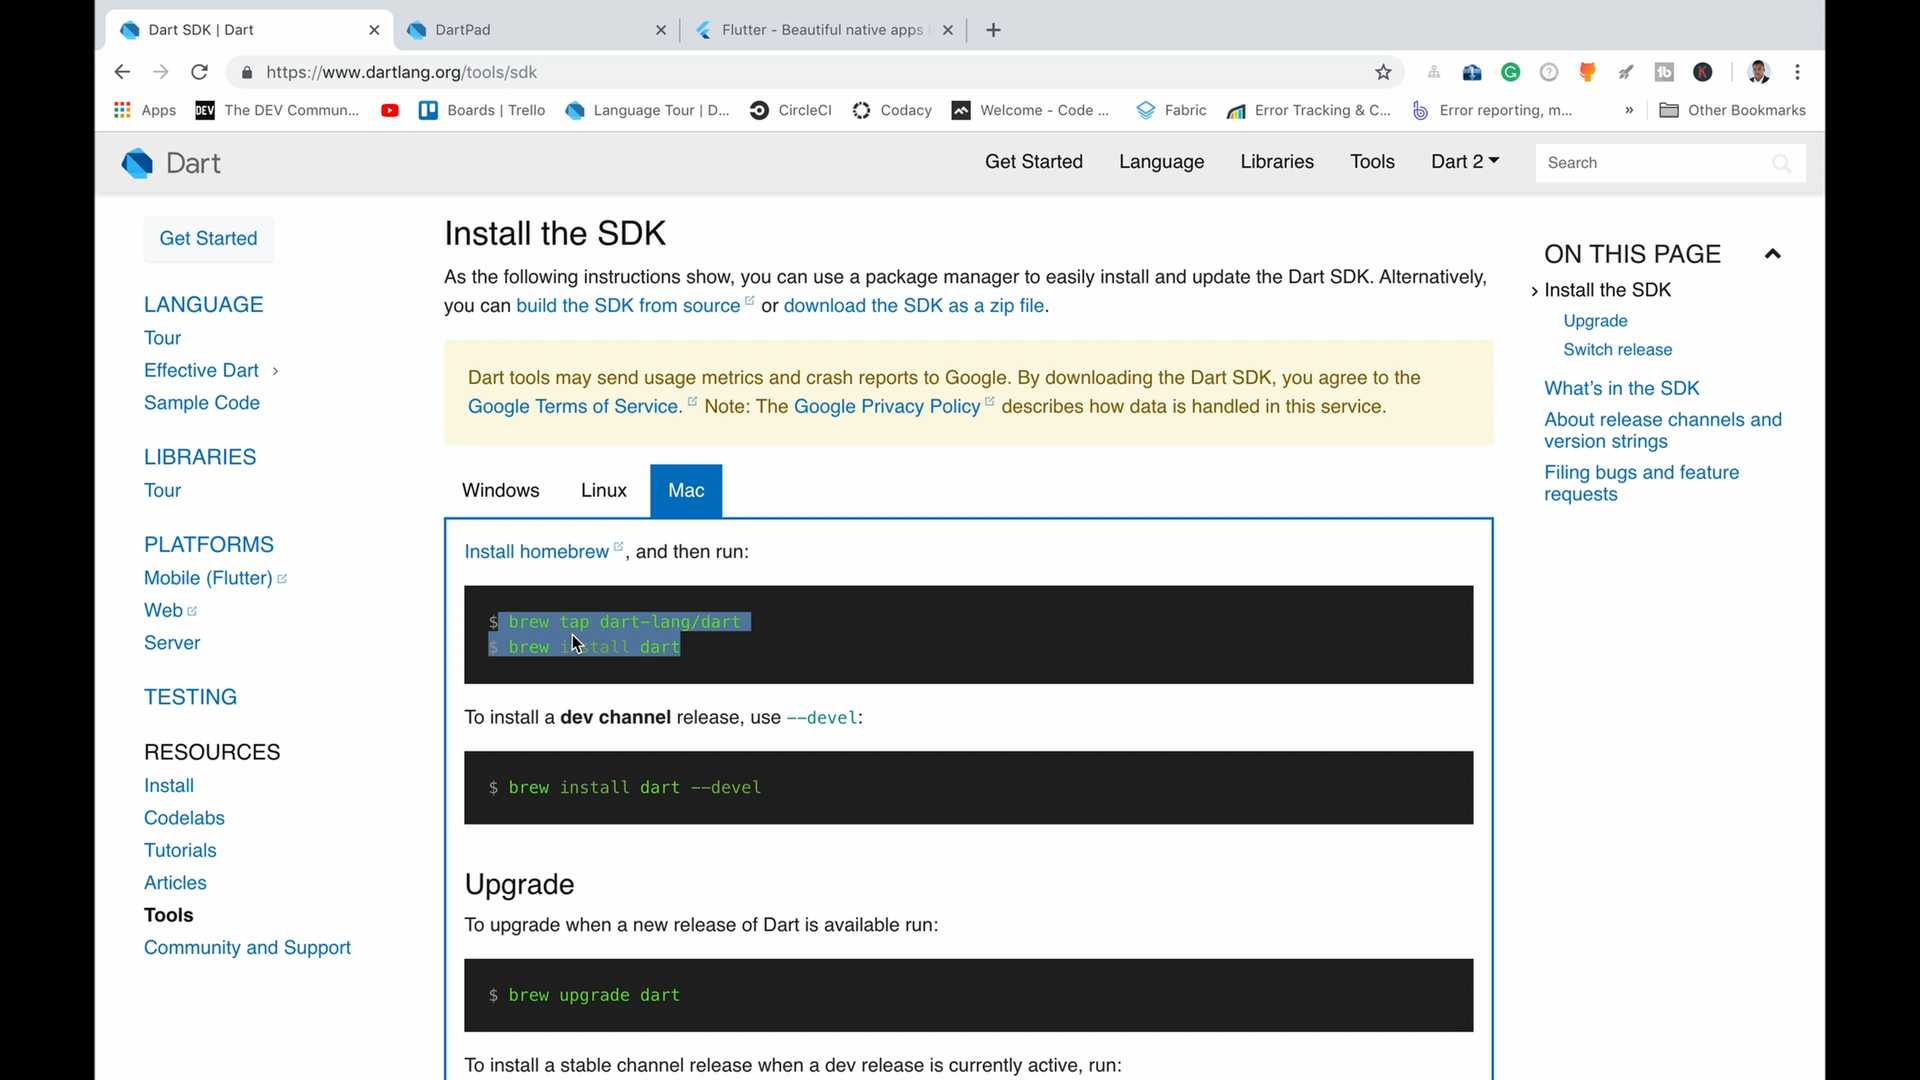 Dart SDK | Dart
DartPad
Flutter - Beautiful native apps
https://www.dartlang.org/tools/sdk
Apps
DEV The DEV Commun...
Boards | Trello
Language Tour | D...
CircleCI
Codacy
Welcome - Code ...
Fabric
Error Tracking & C...
Error reporting, m...
»
Other Bookmarks
Dart
Get Started
Language
Libraries
Tools
Dart 2
Search
Get Started
LANGUAGE
Tour
Effective Dart
Sample Code
LIBRARIES
Tour
PLATFORMS
Mobile (Flutter)
Web
Server
TESTING
RESOURCES
Install
Codelabs
Tutorials
Articles
Tools
Community and Support
Install the SDK
As the following instructions show, you can use a package manager to easily install and update the Dart SDK. Alternatively,
you can build the SDK from source or download the SDK as a zip file.
Dart tools may send usage metrics and crash reports to Google. By downloading the Dart SDK, you agree to the
Google Terms of Service. Note: The Google Privacy Policy describes how data is handled in this service.
Windows
Linux
Mac
Install homebrew, and then run:
$ brew tap dart-lang/dart
$ brew install dart
To install a dev channel release, use --devel:
$ brew install dart --devel
Upgrade
To upgrade when a new release of Dart is available run:
$ brew upgrade dart
To install a stable channel release when a dev release is currently active, run:
ON THIS PAGE
Install the SDK
Upgrade
Switch release
What's in the SDK
About release channels and
version strings
Filing bugs and feature
requests